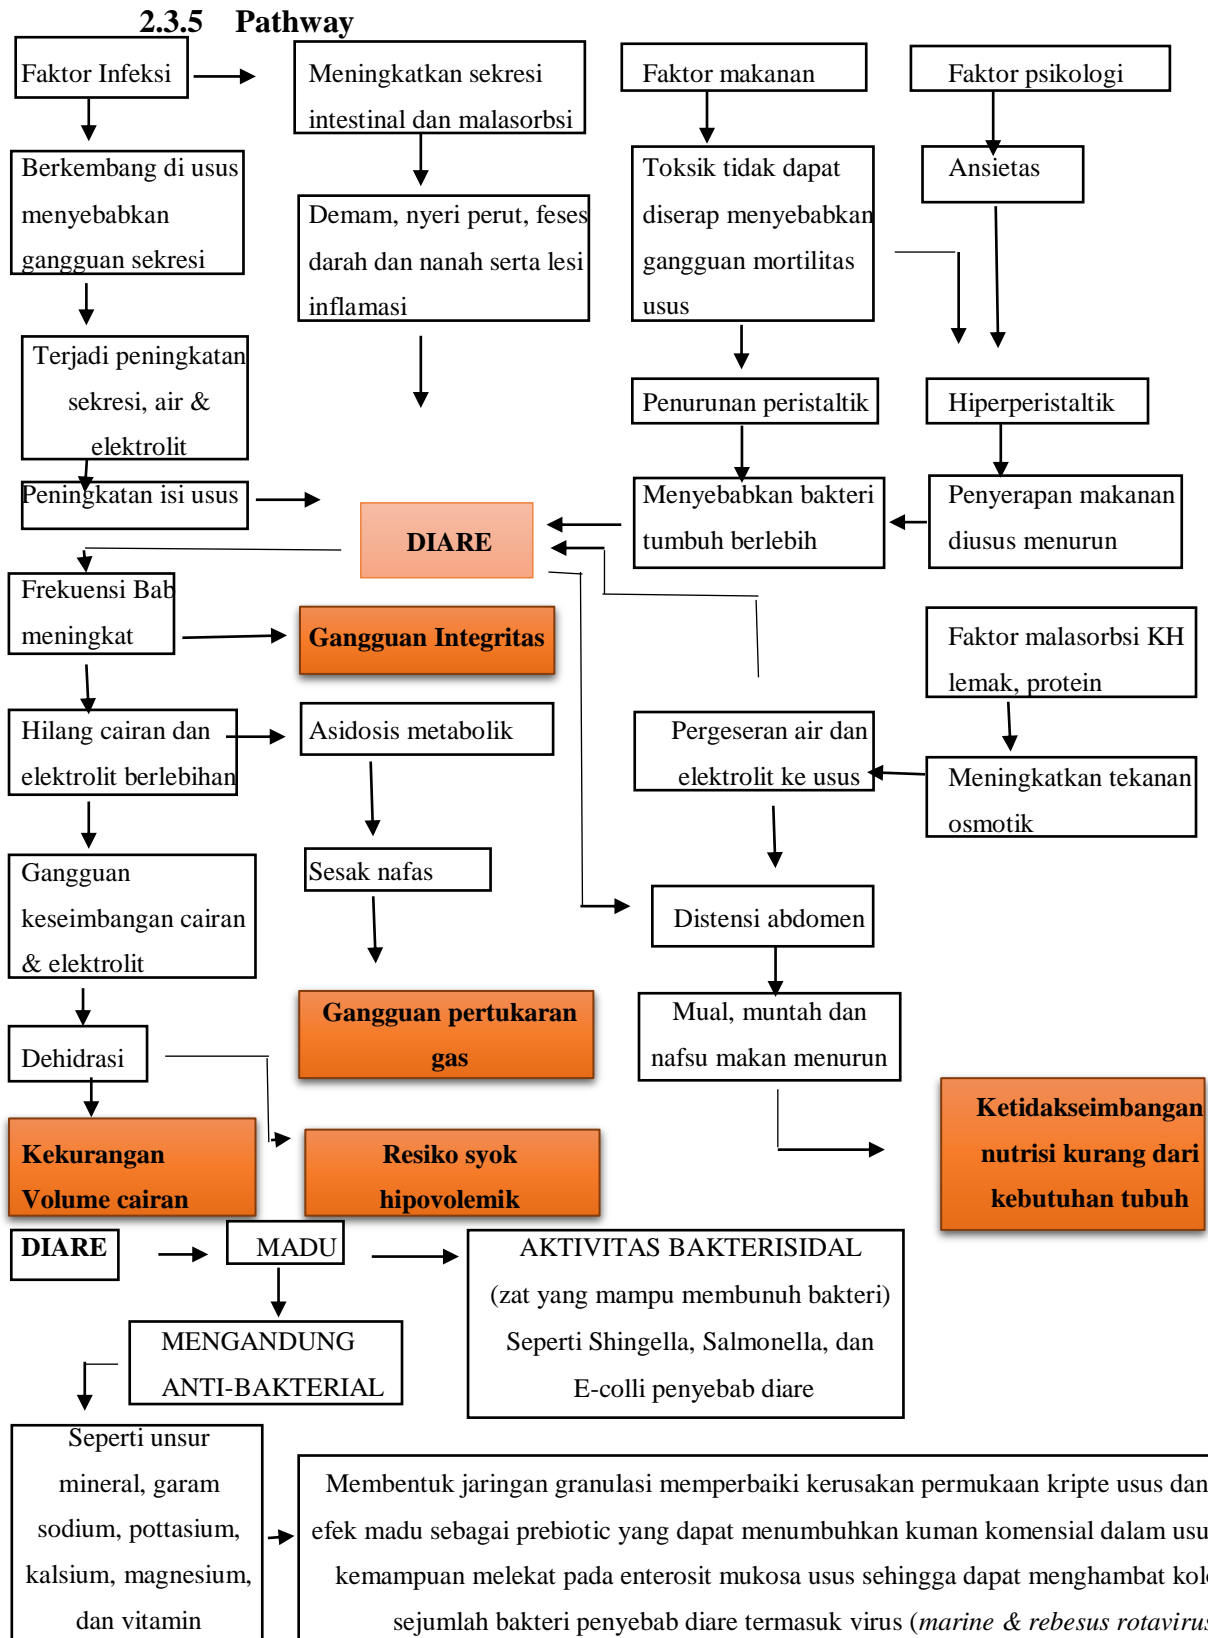 2.3.5 Pathway
Faktor Infeksi
Meningkatkan sekresi
intestinal dan malasorbsi
Faktor makanan
Faktor psikologi
Berkembang di usus
menyebabkan
gangguan sekresi
Demam, nyeri perut, feses
darah dan nanah serta lesi
inflamasi
Toksik tidak dapat
diserap menyebabkan
gangguan mortilitas
usus
Ansietas
Terjadi peningkatan
sekresi, air &
elektrolit
Penurunan peristaltik
Hiperperistaltik
Peningkatan isi usus
DIARE
Menyebabkan bakteri
tumbuh berlebih
Penyerapan makanan
diusus menurun
Frekuensi Bab
meningkat
Gangguan Integritas
Faktor malasorbsi KH
lemak, protein
Hilang cairan dan
elektrolit berlebihan
Asidosis metabolik
Pergeseran air dan
elektrolit ke usus
Meningkatkan tekanan
osmotik
Gangguan
keseimbangan cairan
& elektrolit
Sesak nafas
Distensi abdomen
Gangguan pertukaran
gas
Mual, muntah dan
nafsu makan menurun
Dehidrasi
Kekurangan
Volume cairan
Resiko syok
hipovolemik
Ketidakseimbangan
nutrisi kurang dari
kebutuhan tubuh
DIARE
MADU
AKTIVITAS BAKTERISIDAL
(zat yang mampu membunuh bakteri)
Seperti Shingella, Salmonella, dan
E-colli penyebab diare
MENGANDUNG
ANTI-BAKTERIAL
Seperti unsur
mineral, garam
sodium, pottasium,
kalsium, magnesium,
dan vitamin
Membentuk jaringan granulasi memperbaiki kerusakan permukaan kripte usus dan
efek madu sebagai prebiotic yang dapat menumbuhkan kuman komensial dalam usu
kemampuan melekat pada enterosit mukosa usus sehingga dapat menghambat kol
sejumlah bakteri penyebab diare termasuk virus (marine & rebesus rotavirus